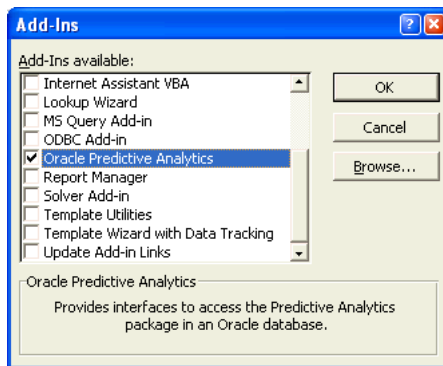 Add-Ins
Add-Ins available:
Internet Assistant VBA
Lookup Wizard
MS Query Add-in
ODBC Add-in
Oracle Predictive Analytics
Report Manager
Solver Add-in
Template Utilities
Template Wizard with Data Tracking
Update Add-in Links
OK
Cancel
Browse...
Oracle Predictive Analytics
Provides interfaces to access the Predictive Analytics
package in an Oracle database.